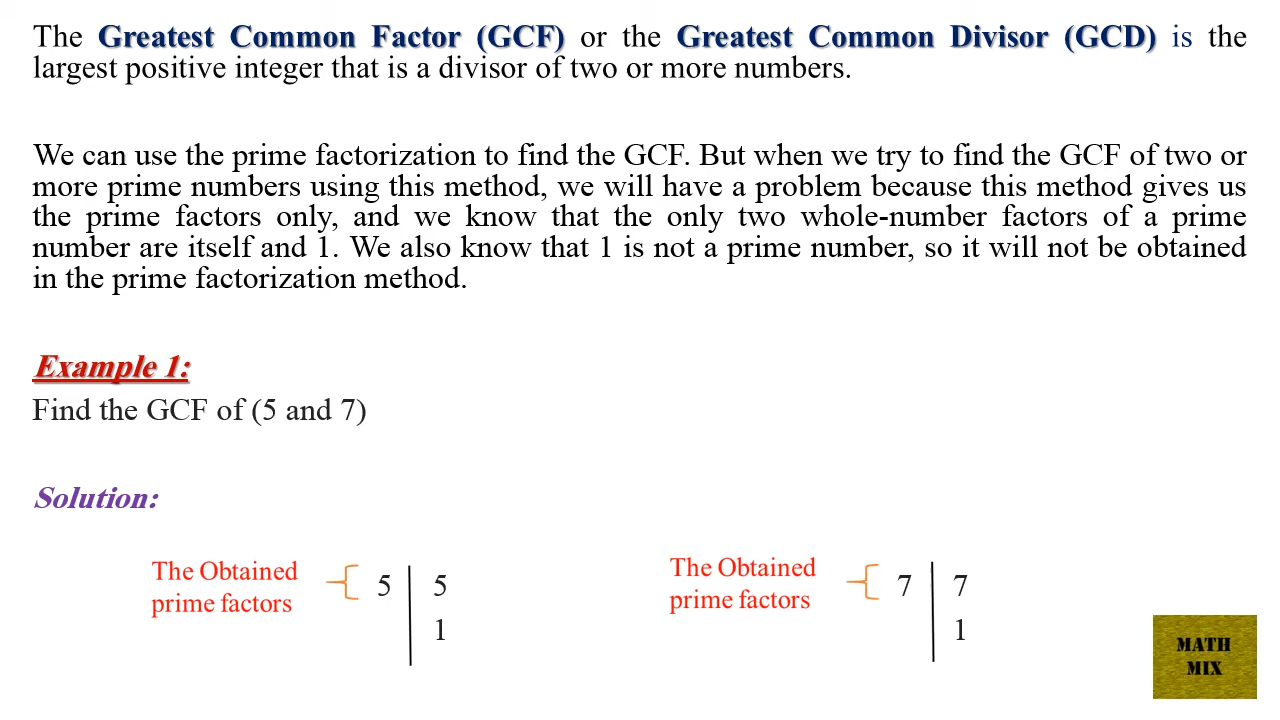 The Greatest Common Factor (GCF) or the Greatest Common Divisor (GCD) is the
largest positive integer that is a divisor of two or more numbers.
We can use the prime factorization to find the GCF. But when we try to find the GCF of two or
more prime numbers using this method, we will have a problem because this method gives us
the prime factors only, and we know that the only two whole-number factors of a prime
number are itself and 1. We also know that 1 is not a prime number, so it will not be obtained
in the prime factorization method.
Example 1:
Find the GCF of (5 and 7)
Solution:
The Obtained
prime factors
5 5
1
The Obtained
prime factors
7 7
1
MATH
MIX